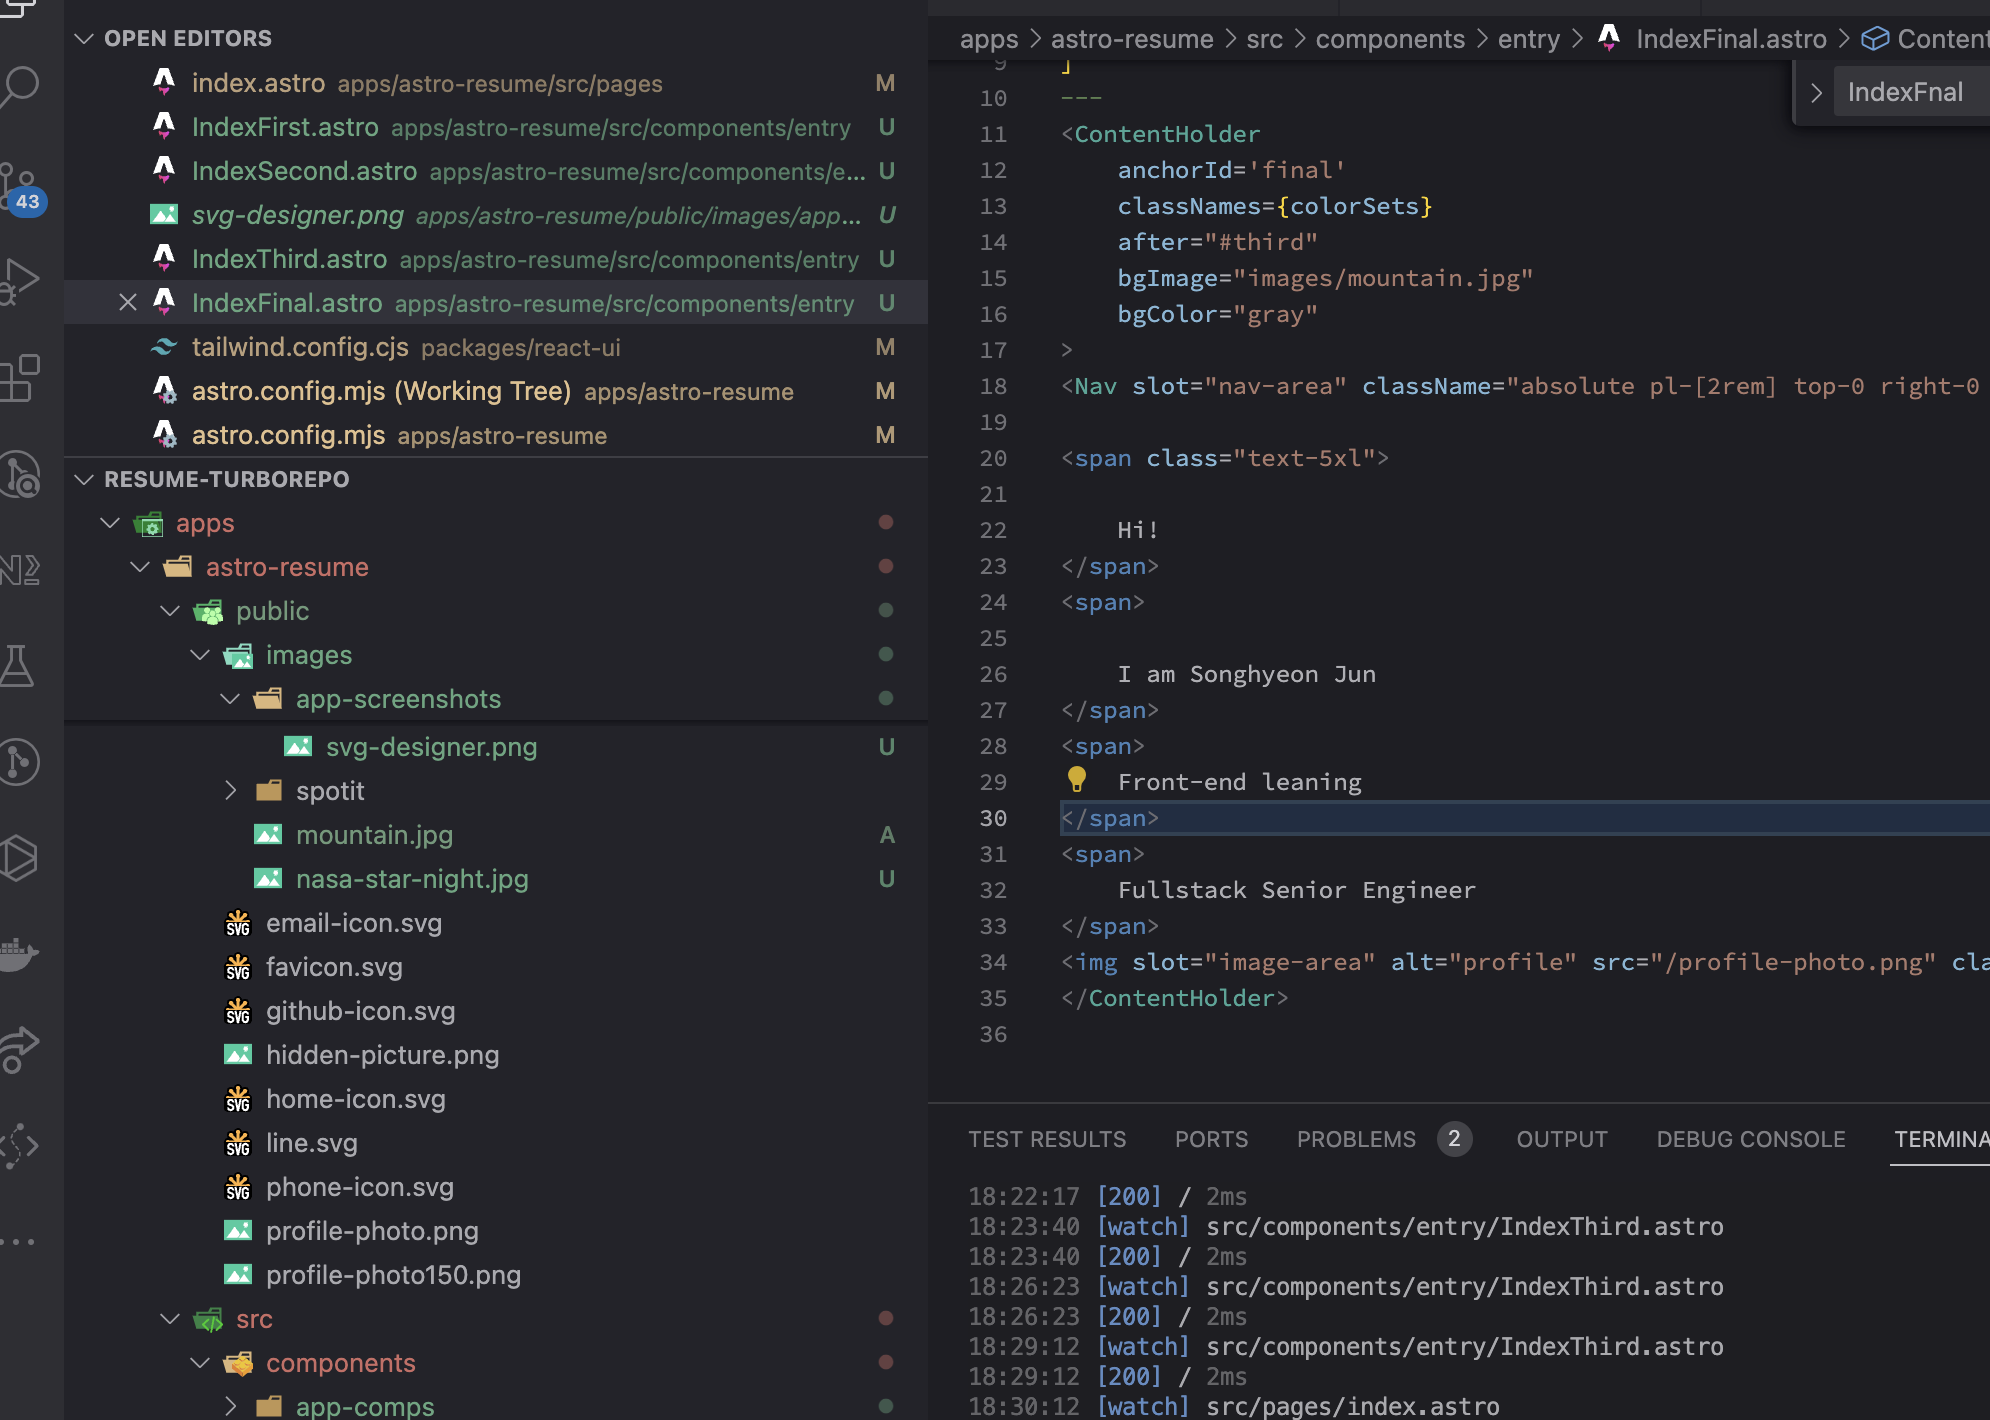 OPEN EDITORS
index.astro apps/astro-resume/src/pages M
IndexFirst.astro apps/astro-resume/src/components/entry U
IndexSecond.astro apps/astro-resume/src/components/e... U
svg-designer.png apps/astro-resume/public/images/app... U
IndexThird.astro apps/astro-resume/src/components/entry U
IndexFinal.astro apps/astro-resume/src/components/entry U
tailwind.config.cjs packages/react-ui M
astro.config.mjs (Working Tree) apps/astro-resume M
astro.config.mjs apps/astro-resume M
43
RESUME-TURBOREPO
apps
astro-resume
public
images
app-screenshots
svg-designer.png U
spotit
mountain.jpg A
nasa-star-night.jpg U
SVG email-icon.svg
SVG favicon.svg
SVG github-icon.svg
hidden-picture.png
SVG home-icon.svg
SVG line.svg
SVG phone-icon.svg
profile-photo.png
profile-photo150.png
src
components
app-comps
apps > astro-resume > src > components > entry > IndexFinal.astro > Content
IndexFnal
9 ]
10 ---
11 <ContentHolder
12 anchorId='final'
13 classNames={colorSets}
14 after="#third"
15 bgImage="images/mountain.jpg"
16 bgColor="gray"
17 >
18 <Nav slot="nav-area" className="absolute pl-[2rem] top-0 right-0
19
20 <span class="text-5xl">
21
22 Hi!
23 </span>
24 <span>
25
26 I am Songhyeon Jun
27 </span>
28 <span>
29 Front-end leaning
30 </span>
31 <span>
32 Fullstack Senior Engineer
33 </span>
34 <img slot="image-area" alt="profile" src="/profile-photo.png" cla
35 </ContentHolder>
36
TEST RESULTS PORTS PROBLEMS 2 OUTPUT DEBUG CONSOLE TERMINA
18:22:17 [200] / 2ms
18:23:40 [watch] src/components/entry/IndexThird.astro
18:23:40 [200] / 2ms
18:26:23 [watch] src/components/entry/IndexThird.astro
18:26:23 [200] / 2ms
18:29:12 [watch] src/components/entry/IndexThird.astro
18:29:12 [200] / 2ms
18:30:12 [watch] src/pages/index.astro